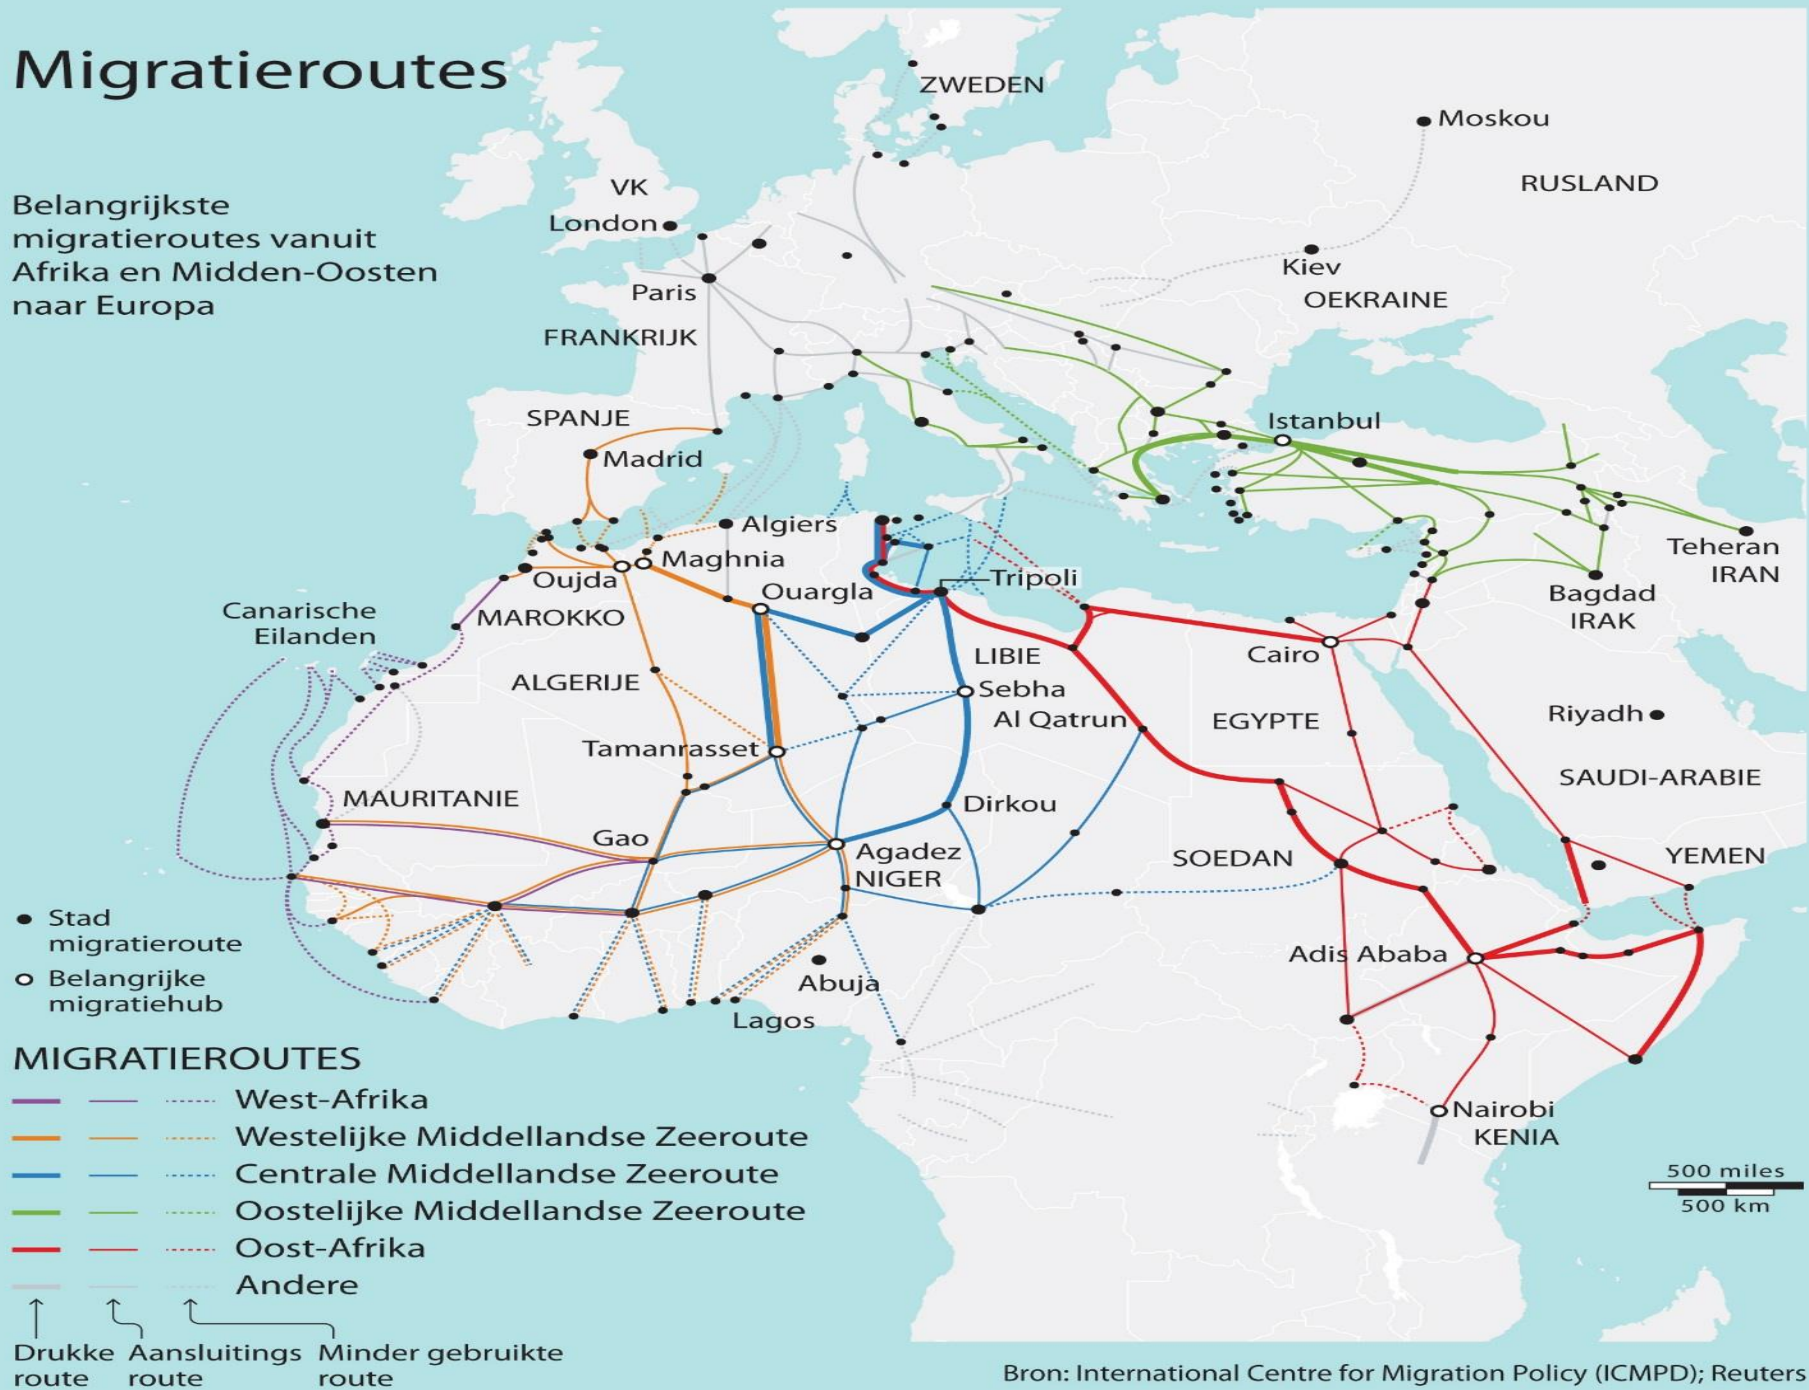 Migratieroutes
Belangrijkste
migratieroutes vanuit
Afrika en Midden-Oosten
naar Europa
ZWEDEN
Moskou
RUSLAND
VK
London
Kiev
OEKRAINE
Paris
FRANKRIJK
SPANJE
Madrid
Istanbul
Algiers
Maghnia
Oujda
Teheran
IRAN
Tripoli
Ouargla
Bagdad
IRAK
Canarische
Eilanden
MAROKKO
Cairo
LIBIE
ALGERIJE
Sebha
Al Qatrun
EGYPTE
Riyadh
Tamanrasset
SAUDI-ARABIE
MAURITANIE
Dirkou
Gao
Agadez
NIGER
SOEDAN
YEMEN
Stad
migratieroute
Belangrijke
migratiehub
Adis Ababa
Abuja
Lagos
Nairobi
KENIA
MIGRATIEROUTES
West-Afrika
Westelijke Middellandse Zeeroute
Centrale Middellandse Zeeroute
Oostelijke Middellandse Zeeroute
Oost-Afrika
Andere
Drukke
route
Aansluitings
route
Minder gebruikte
route
500 miles
500 km
Bron: International Centre for Migration Policy (ICMPD); Reuters